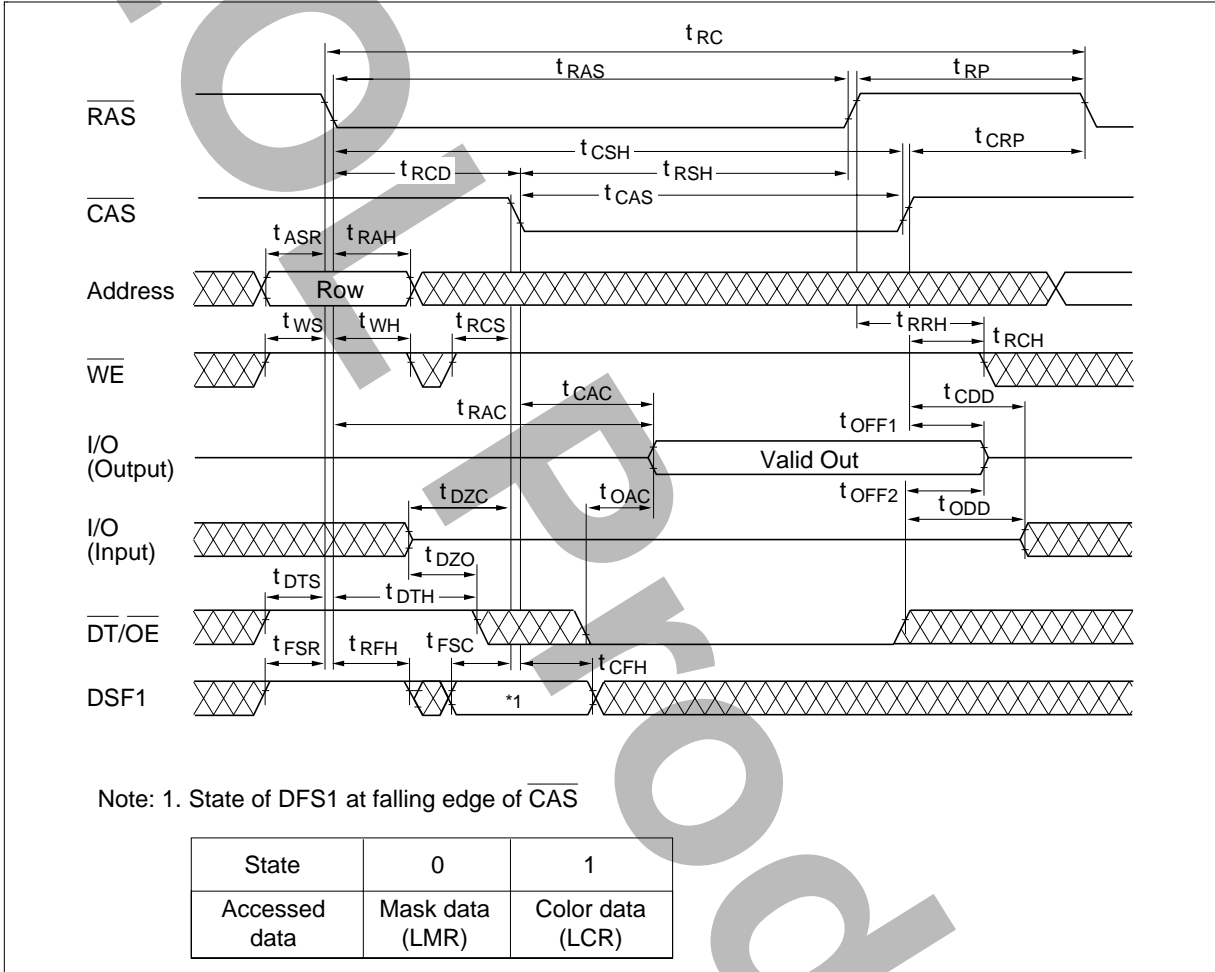 t RC
t RAS
t RP
RAS
t CSH
t CRP
t RCD
t RSH
t CAS
CAS
t ASR
t RAH
Address
Row
t WS
t WH
t RCS
t RRH
t RCH
WE
t CAC
t CDD
t RAC
t OFF1
I/O
(Output)
Valid Out
t DZC
t OAC
t OFF2
t ODD
I/O
(Input)
t DZO
t DTS
t DTH
DT/OE
t FSR
t RFH
t FSC
t CFH
DSF1
*1
Note: 1. State of DFS1 at falling edge of CAS
State 0 1
Accessed data Mask data (LMR) Color data (LCR)
OL Prod